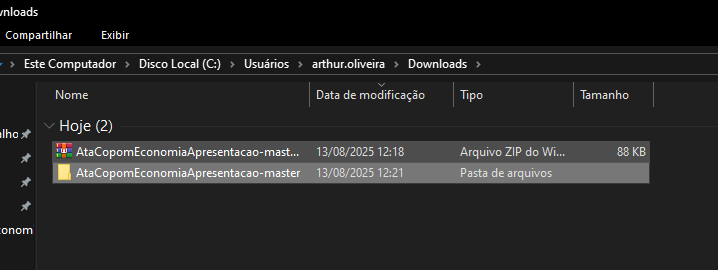 wnloads
Compartilhar Exibir
Este Computador > Disco Local (C:) > Usuários > arthur.oliveira > Downloads >
Nome Data de modificação Tipo Tamanho
Hoje (2)
alho
AtaCopomEconomiaApresentacao-mast... 13/08/2025 12:18 Arquivo ZIP do Wi... 88 KB
AtaCopomEconomiaApresentacao-master 13/08/2025 12:21 Pasta de arquivos
conom